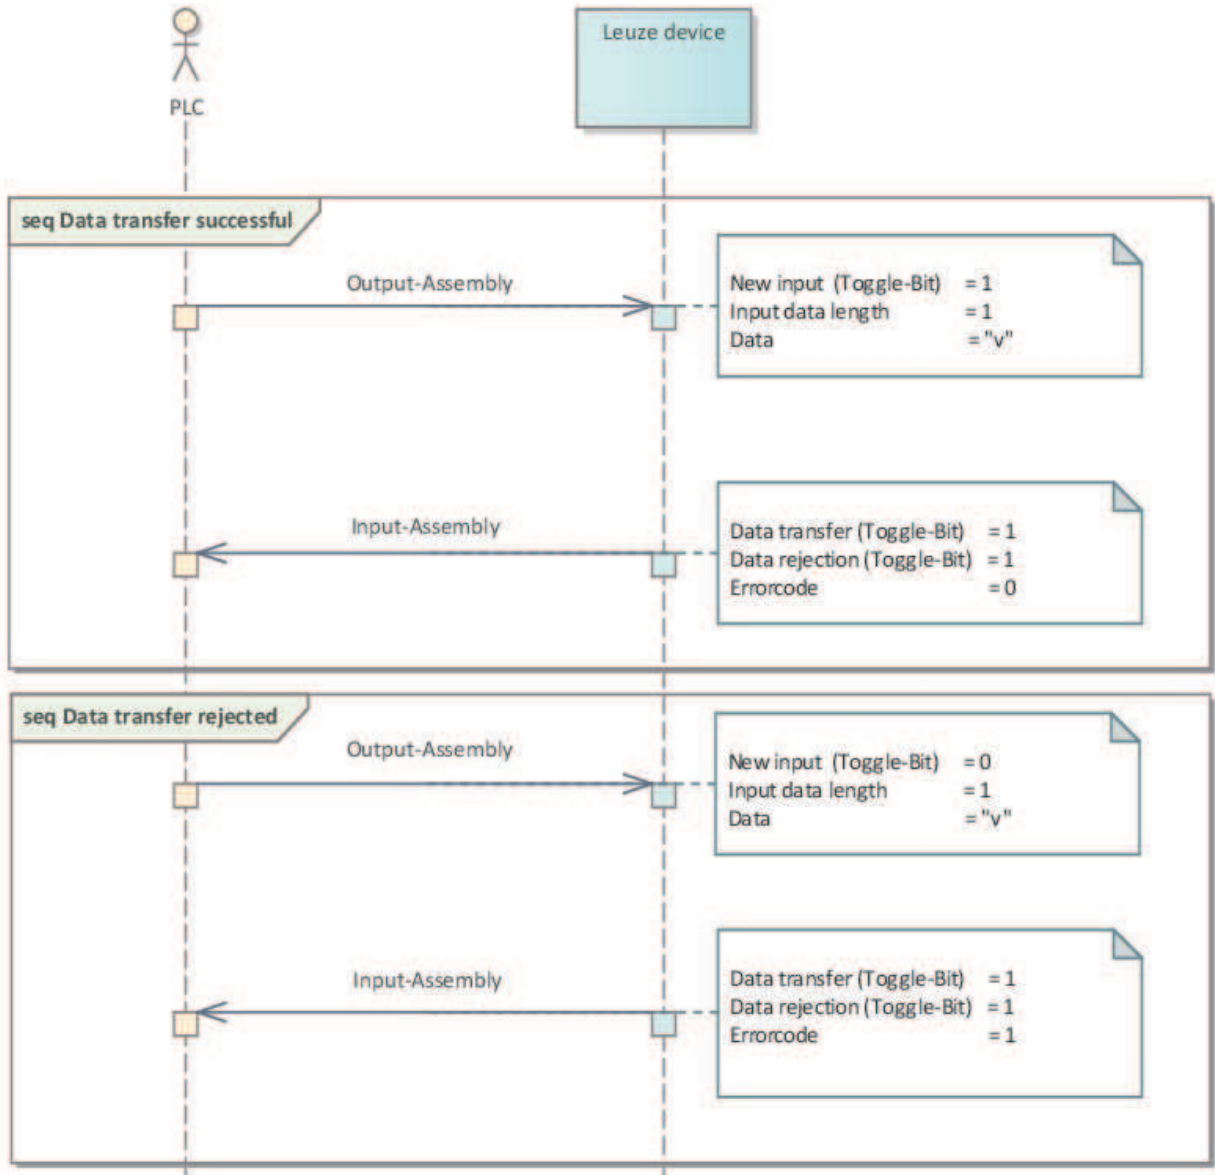 Leuze device
PLC
seq Data transfer successful
Output-Assembly
New input (Toggle-Bit) = 1
Input data length = 1
Data = "v"
Input-Assembly
Data transfer (Toggle-Bit) = 1
Data rejection (Toggle-Bit) = 1
Errorcode = 0
seq Data transfer rejected
Output-Assembly
New input (Toggle-Bit) = 0
Input data length = 1
Data = "v"
Input-Assembly
Data transfer (Toggle-Bit) = 1
Data rejection (Toggle-Bit) = 1
Errorcode = 1